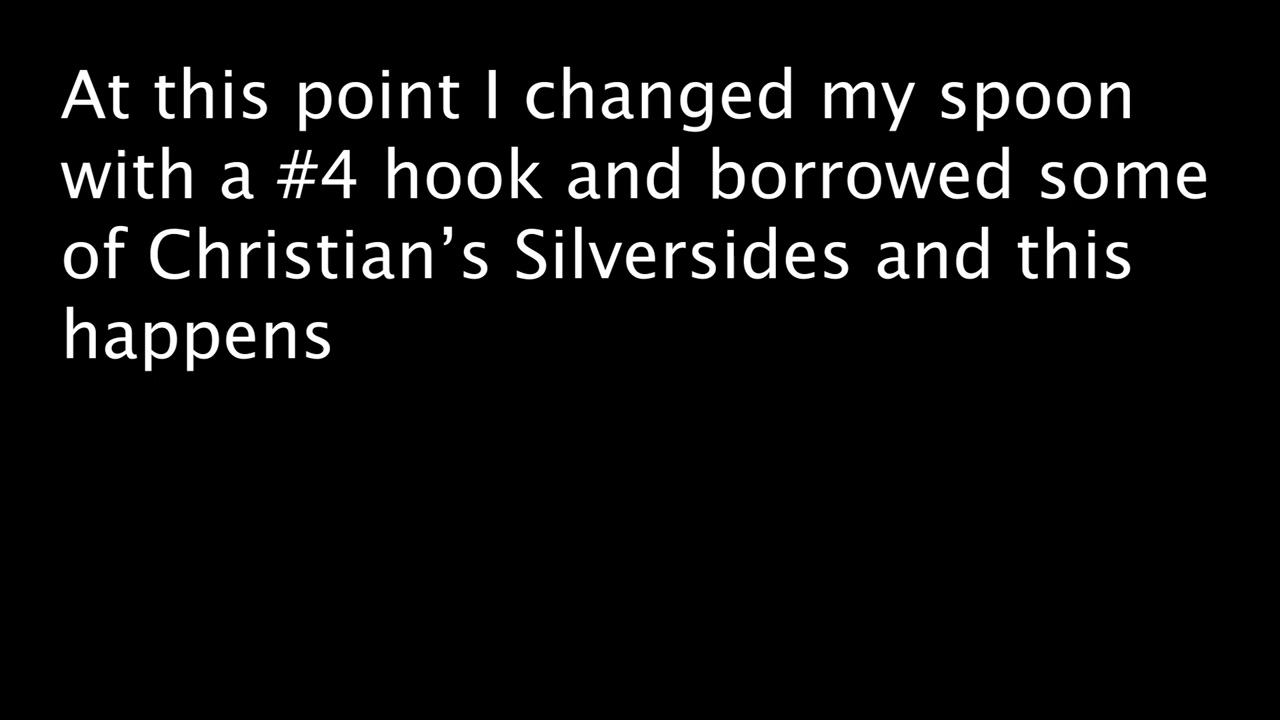 At this point I changed my spoon
with a #4 hook and borrowed some
of Christian’s Silversides and this
happens